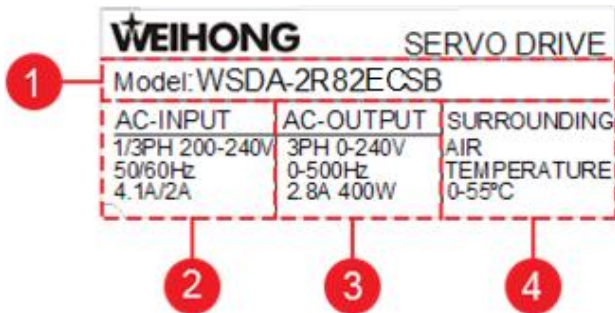 WEIHONG SERVO DRIVE
1 Model: WSDA-2R82ECSB
AC-INPUT
1/3PH 200-240V
50/60Hz
4.1A/2A
AC-OUTPUT
3PH 0-240V
0-500Hz
2.8A 400W
SURROUNDING
AIR
TEMPERATURE
0-55℃
2 3 4